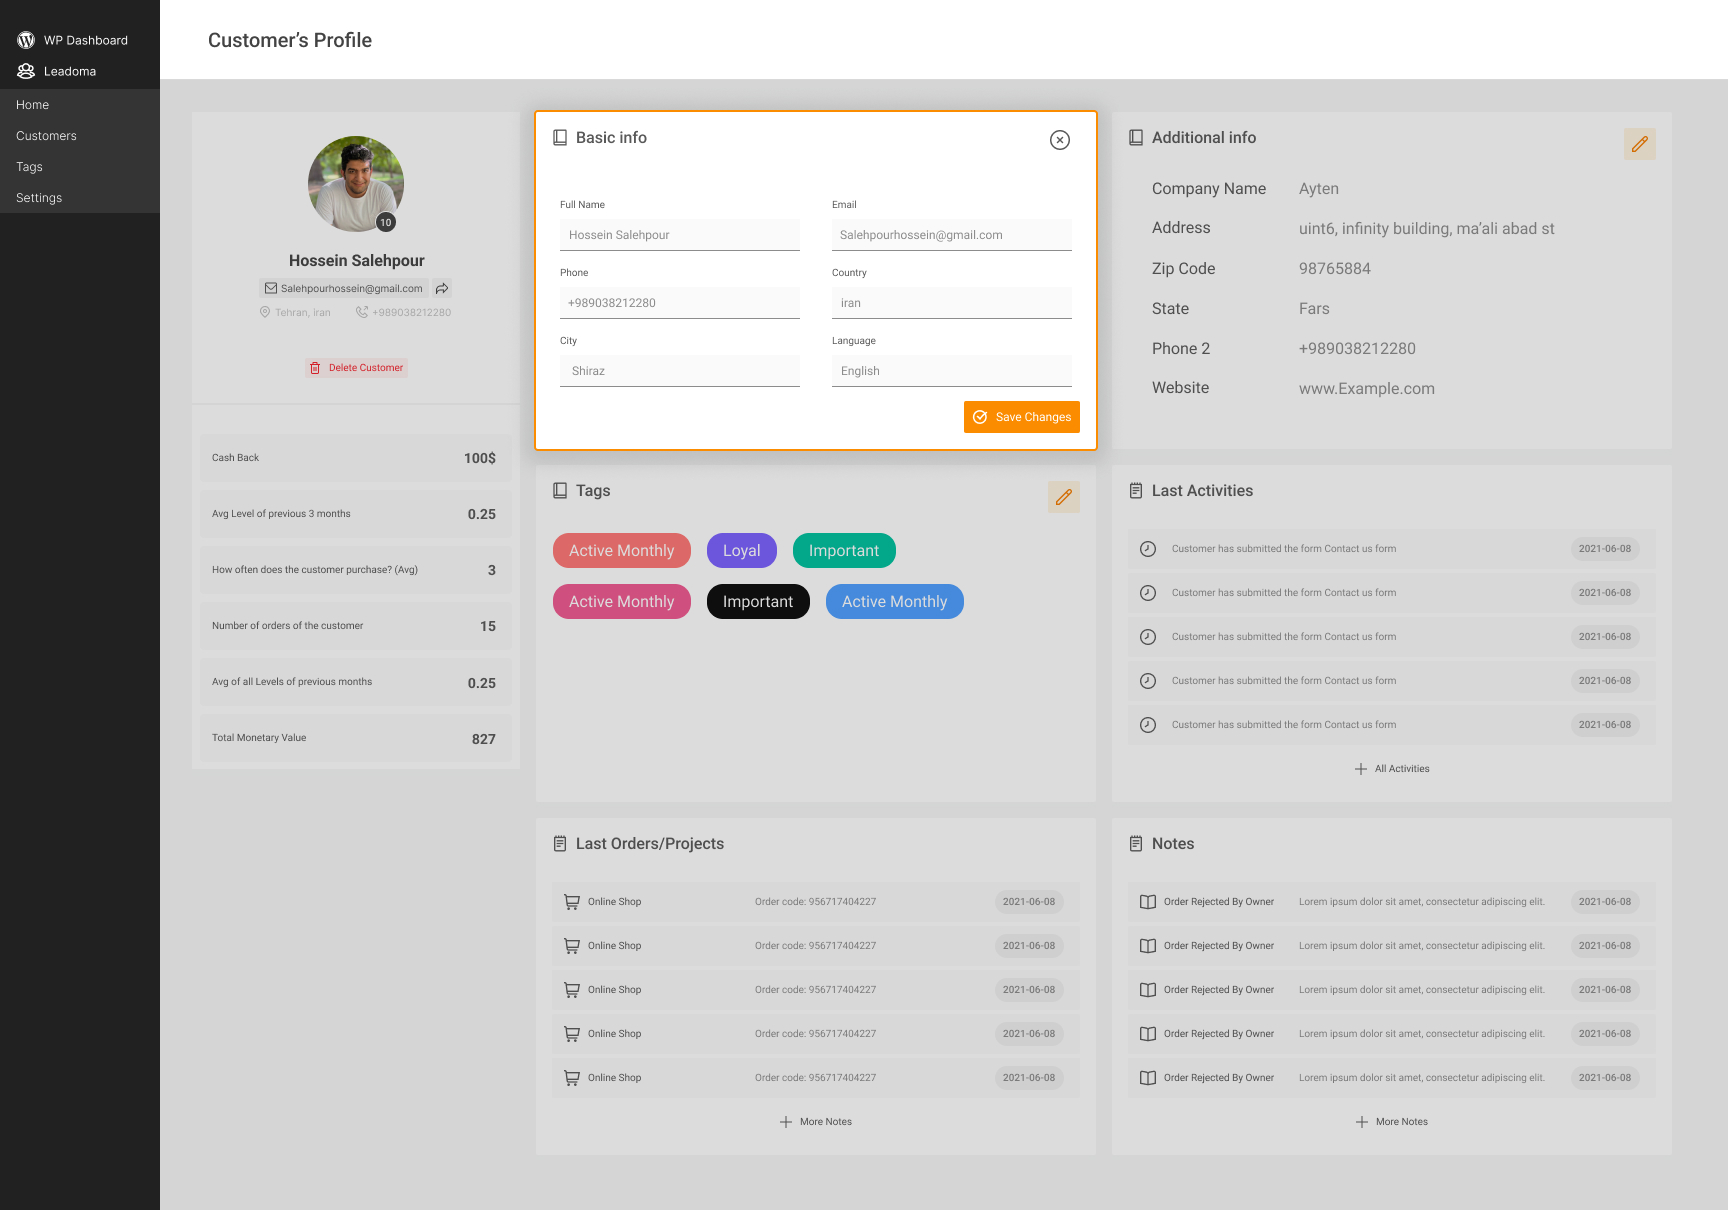 WP Dashboard
Leadoma
Home
Customers
Tags
Settings
Customer’s Profile
10
Hossein Salehpour
Salehpourhossein@gmail.com
Tehran, Iran +989038212280
Delete Customer
Cash Back 100$
Avg Level of previous 3 months 0.25
How often does the customer purchase? (Avg) 3
Number of orders of the customer 15
Avg of all Levels of previous months 0.25
Total Monetary Value 827
Basic info
Full Name Email
Hossein Salehpour Salehpourhossein@gmail.com
Phone Country
+989038212280 iran
City Language
Shiraz English
Save Changes
Additional info
Company Name Ayten
Address uint6, infinity building, ma’ali abad st
Zip Code 98765884
State Fars
Phone 2 +989038212280
Website www.Example.com
Tags
Active Monthly Loyal Important
Active Monthly Important Active Monthly
Last Activities
Customer has submitted the form Contact us form 2021-06-08
Customer has submitted the form Contact us form 2021-06-08
Customer has submitted the form Contact us form 2021-06-08
Customer has submitted the form Contact us form 2021-06-08
Customer has submitted the form Contact us form 2021-06-08
All Activities
Last Orders/Projects
Online Shop Order code: 956717404227 2021-06-08
Online Shop Order code: 956717404227 2021-06-08
Online Shop Order code: 956717404227 2021-06-08
Online Shop Order code: 956717404227 2021-06-08
Online Shop Order code: 956717404227 2021-06-08
More Notes
Notes
Order Rejected By Owner Lorem ipsum dolor sit amet, consectetur adipiscing elit. 2021-06-08
Order Rejected By Owner Lorem ipsum dolor sit amet, consectetur adipiscing elit. 2021-06-08
Order Rejected By Owner Lorem ipsum dolor sit amet, consectetur adipiscing elit. 2021-06-08
Order Rejected By Owner Lorem ipsum dolor sit amet, consectetur adipiscing elit. 2021-06-08
Order Rejected By Owner Lorem ipsum dolor sit amet, consectetur adipiscing elit. 2021-06-08
More Notes